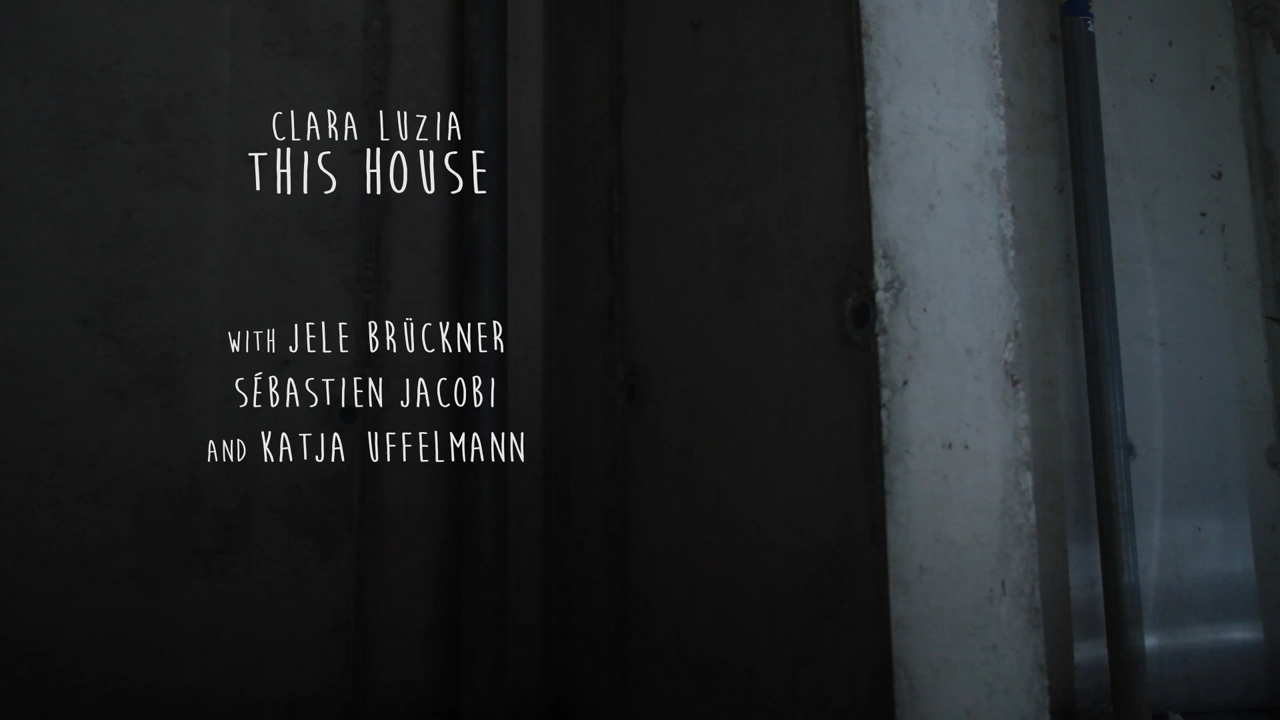 CLARA LUZIA
THIS HOUSE
WITH JELE BRÜCKNER
SÉBASTIEN JACOBI
AND KATJA UFFELMANN